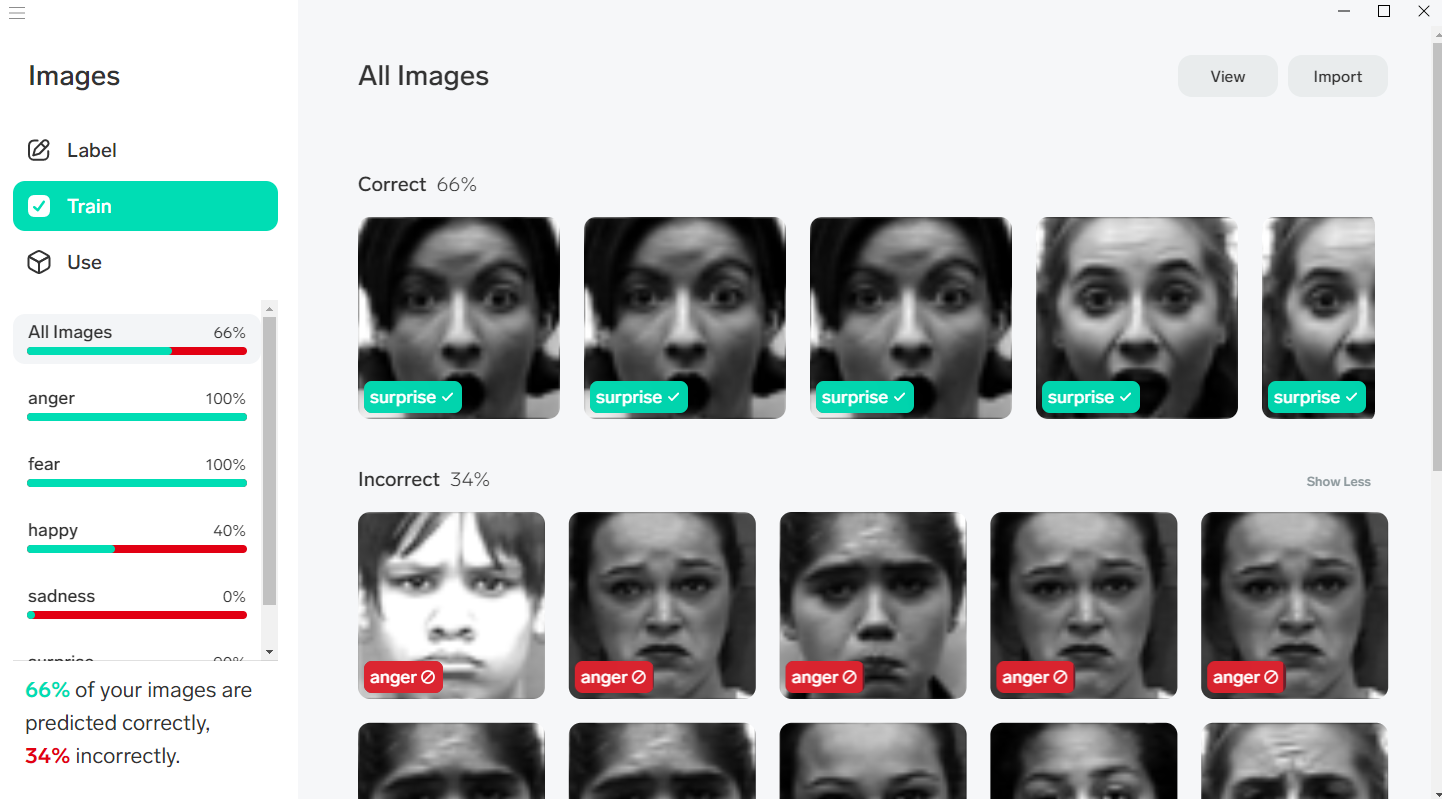 Images
Label
Train
Use
All Images 66%
anger 100%
fear 100%
happy 40%
sadness 0%
66% of your images are
predicted correctly,
34% incorrectly.
All Images
View Import
Correct 66%
surprise surprise surprise surprise surprise
Incorrect 34% Show Less
anger anger anger anger anger